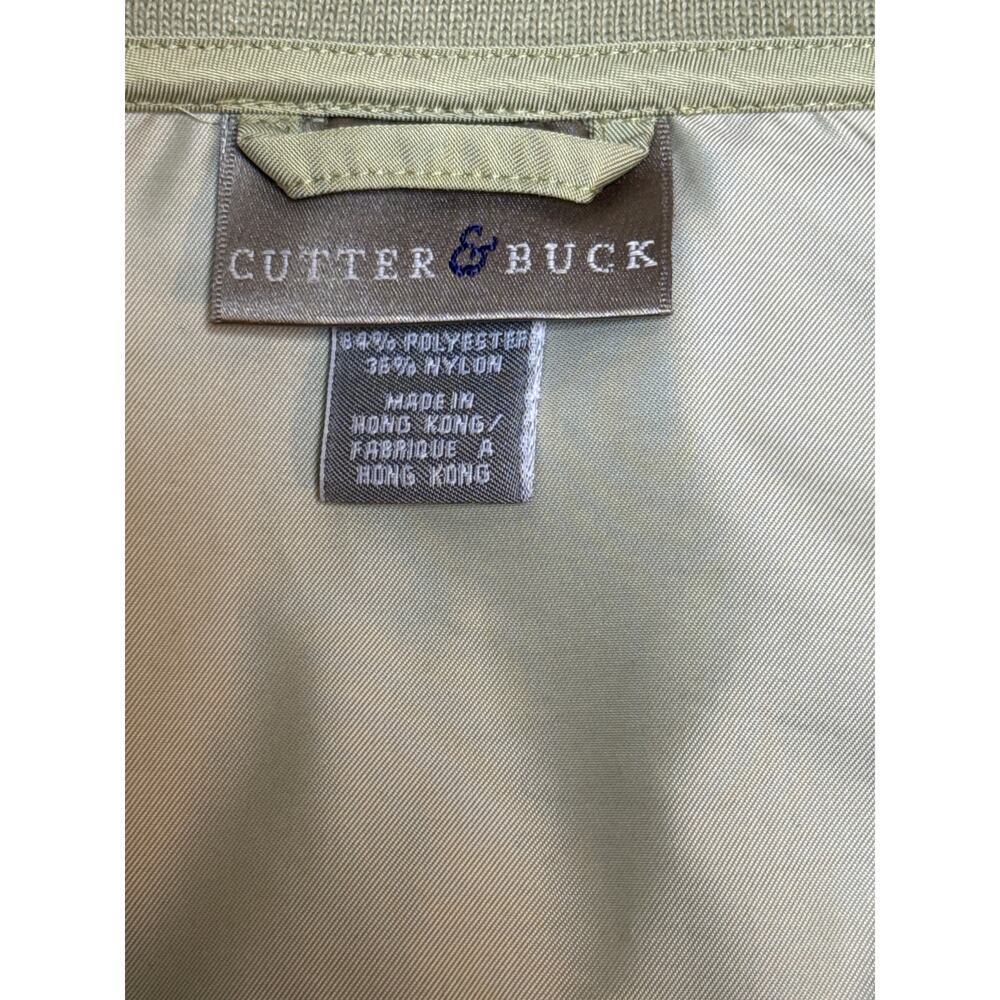 CUTTER & BUCK
64% POLYESTER
36% NYLON
MADE IN
HONG KONG/
FABRIQUE A
HONG KONG